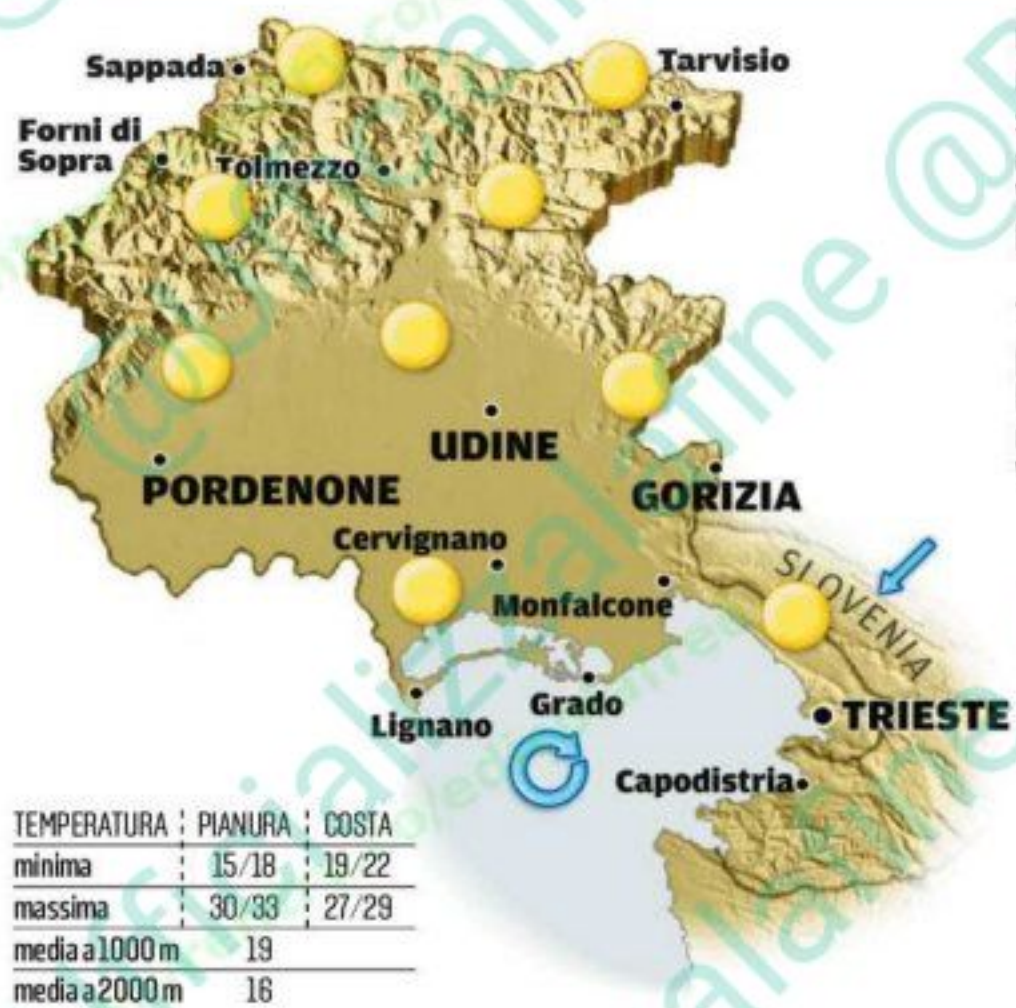 Sappada
Tarvisio
Forni di
Sopra
Tolmezzo
UDINE
PORDENONE
GORIZIA
Cervignano
SLOVENIA
Monfalcone
Grado
Lignano
TRIESTE
Capodistria
TEMPERATURA PIANURA COSTA
minima 15/18 19/22
massima 30/33 27/29
media a 1000 m 19
media a 2000 m 16